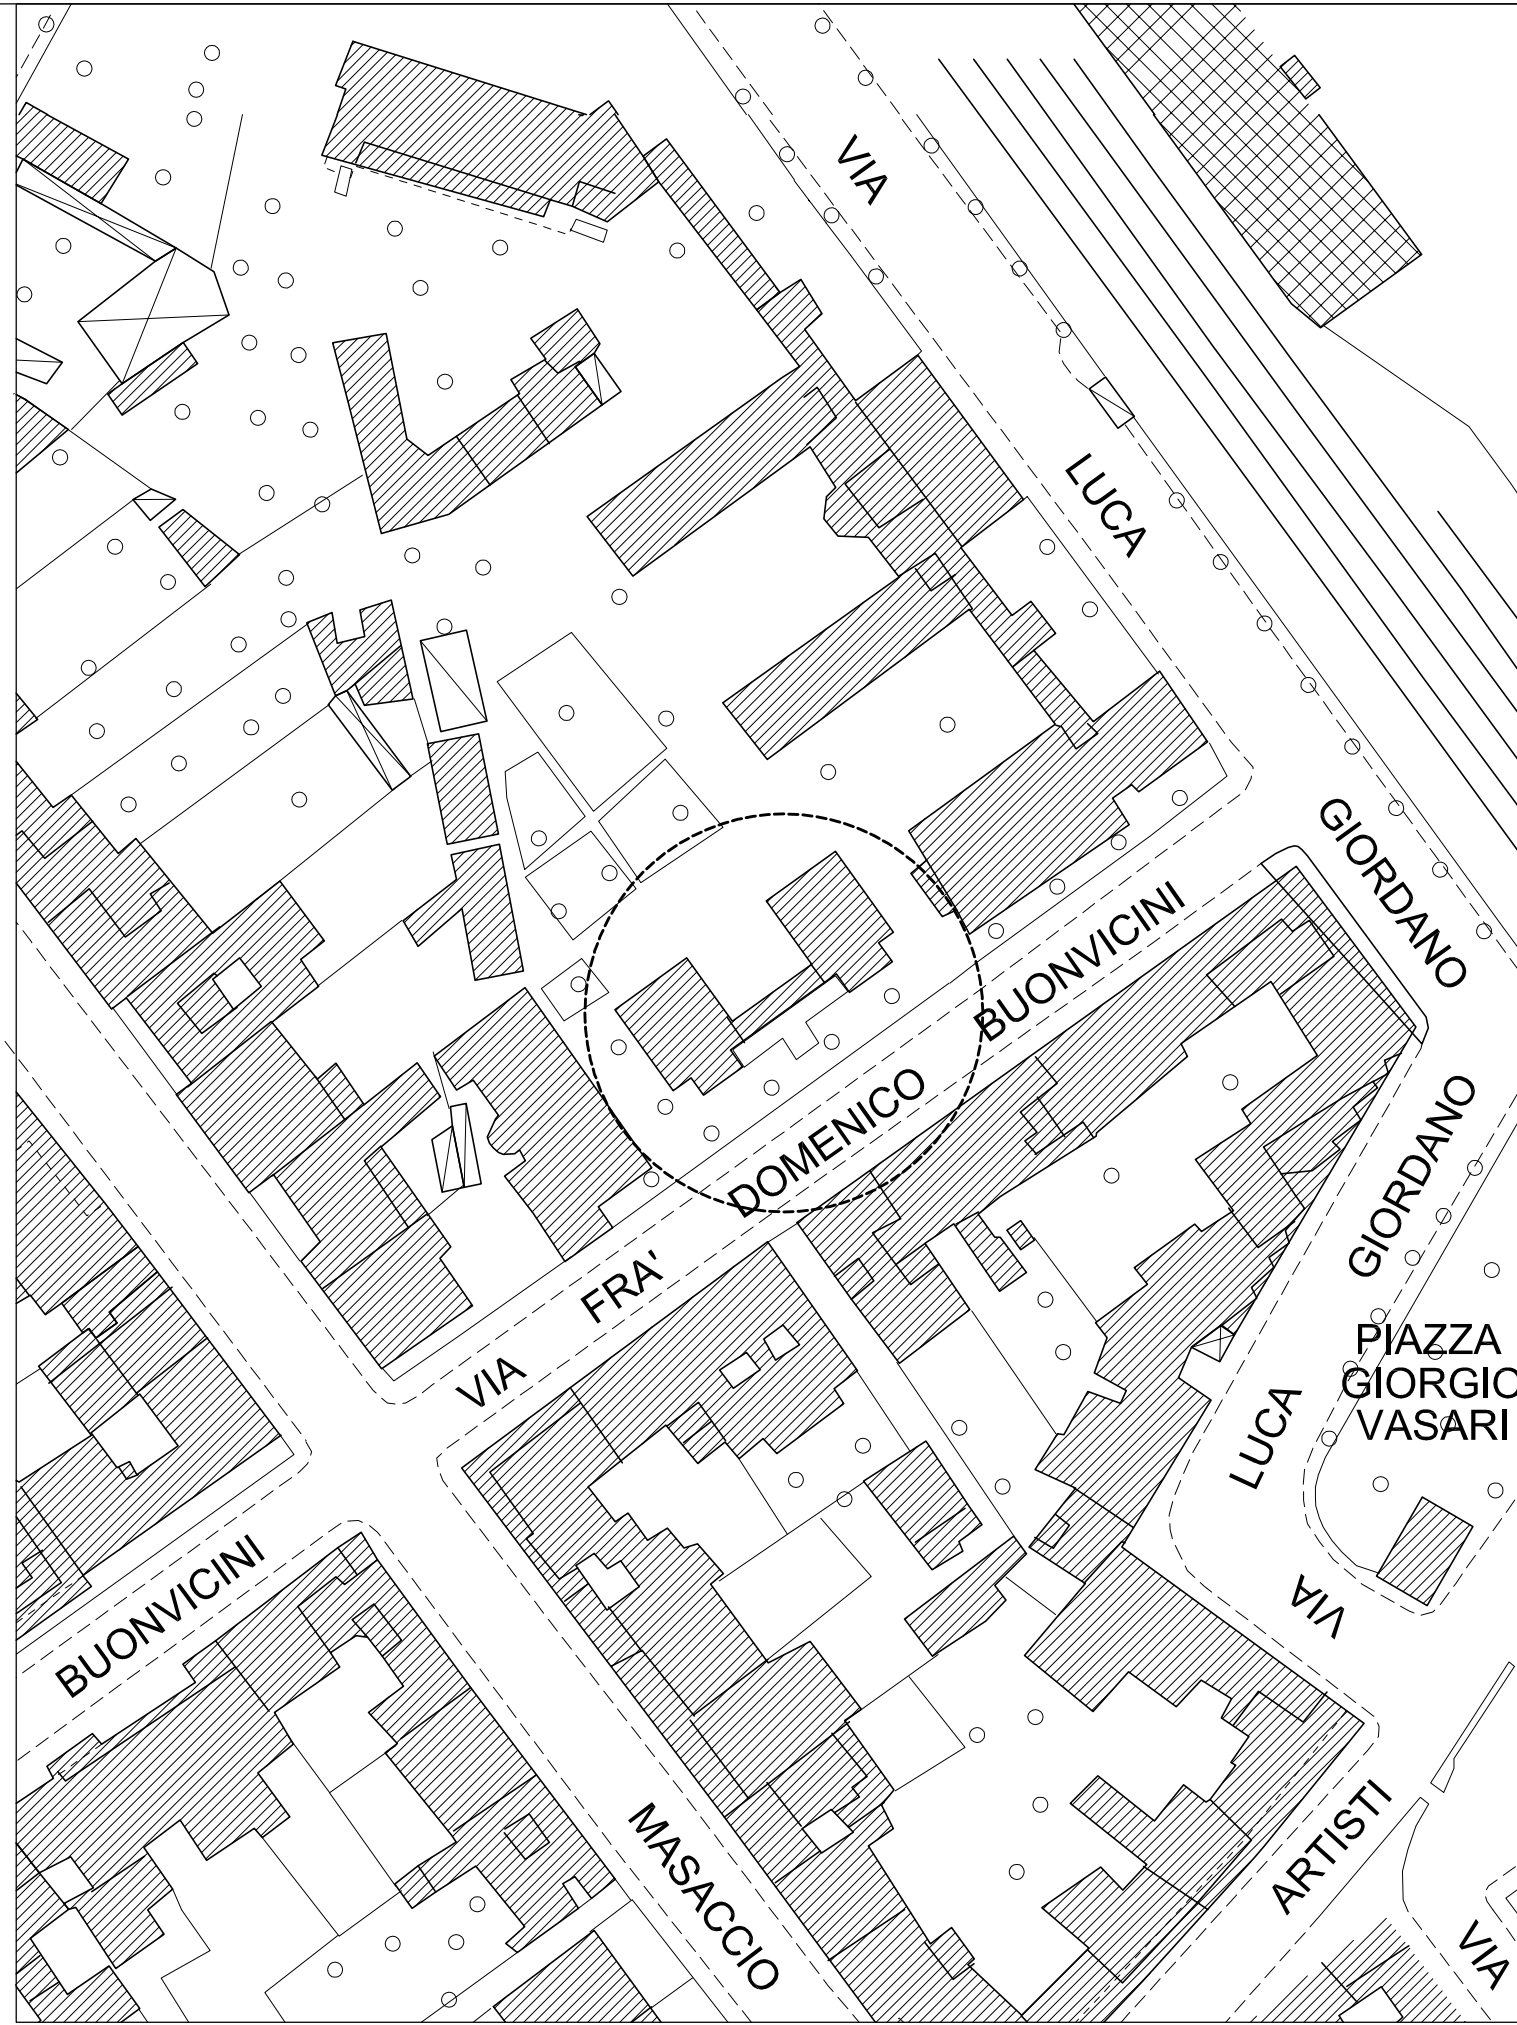 VIA
LUCA
GIORDANO
BUONVICINI
DOMENICO
FRA'
VIA
GIORDANO
PIAZZA
GIORGIO
VASARI
LUCA
VIA
BUONVICINI
MASACCIO
ARTISTI
VIA